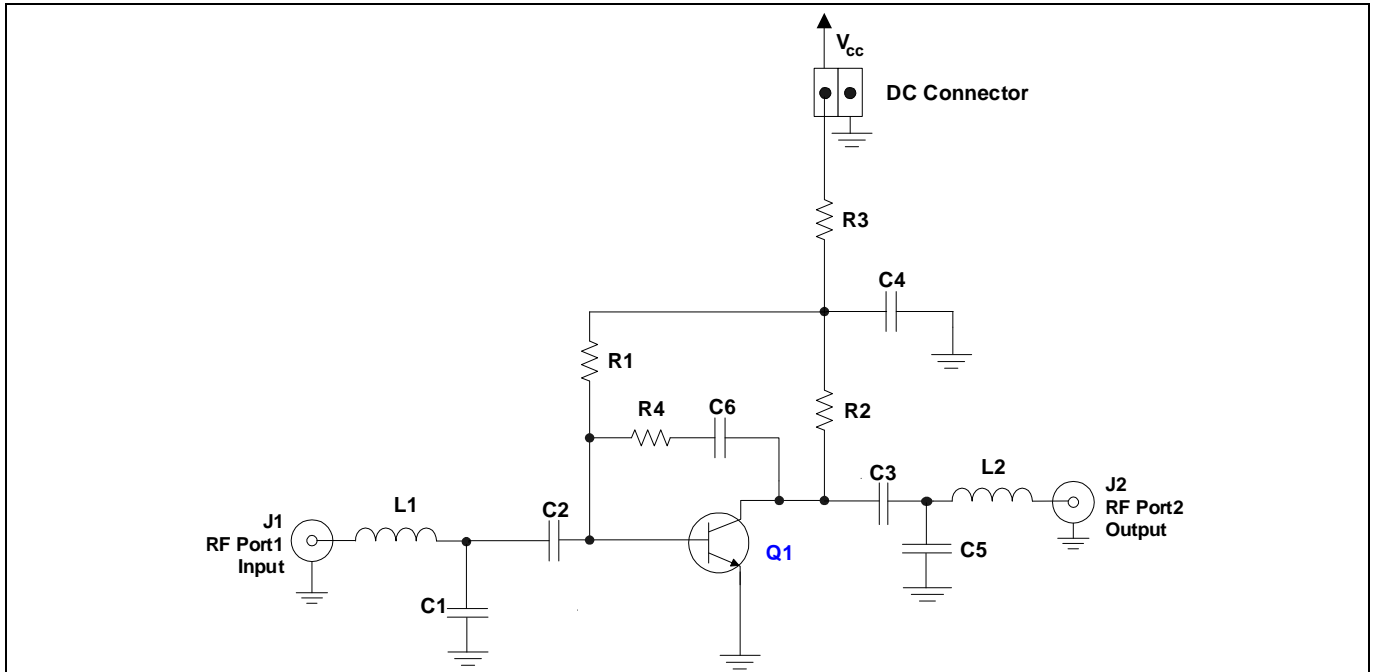 Vcc
DC Connector
R3
C4
R1
R2
R4
C6
C3
L2
J2
RF Port2
Output
C5
L1
C2
J1
RF Port1
Input
Q1
C1